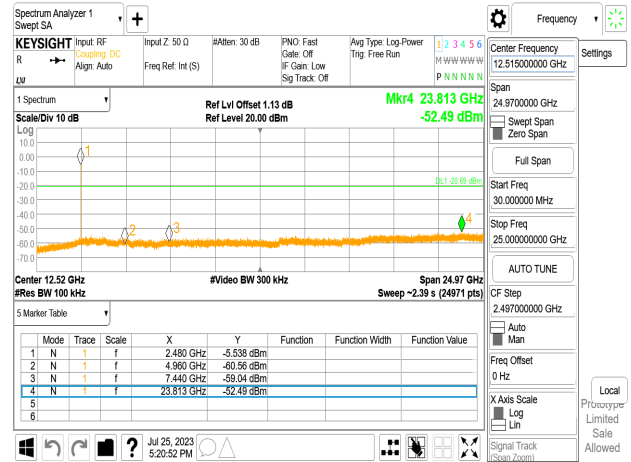 Spectrum Analyzer 1
Swept SA
Frequency
KEYSIGHT
Input: RF
Coupling: DC
Align: Auto
Input Z: 50 Ω
Freq Ref: Int (S)
#Atten: 30 dB
PNO: Fast
Gate: Off
IF Gain: Low
Sig Track: Off
Avg Type: Log-Power
Trig: Free Run
1 2 3 4 5 6
M W W W W W
P N N N N N
R
1 Spectrum
Scale/Div 10 dB
Ref Lvl Offset 1.13 dB
Ref Level 20.00 dBm
Mkr4 23.813 GHz
-52.49 dBm
Log
10.0
0.00
-10.0
-20.0
-30.0
-40.0
-50.0
-60.0
-70.0
1
2
3
4
DL1 -20.69 dBm
Center 12.52 GHz
#Res BW 100 kHz
#Video BW 300 kHz
Span 24.97 GHz
Sweep ~2.39 s (24971 pts)
5 Marker Table
Mode Trace Scale X Y Function Function Width Function Value
1 N 1 f 2.480 GHz -5.538 dBm
2 N 1 f 4.960 GHz -60.56 dBm
3 N 1 f 7.440 GHz -59.04 dBm
4 N 1 f 23.813 GHz -52.49 dBm
5
6
Jul 25, 2023
5:20:52 PM
Center Frequency
12.515000000 GHz
Settings
Span
24.9700000 GHz
Swept Span
Zero Span
Full Span
Start Freq
30.000000 MHz
Stop Freq
25.000000000 GHz
AUTO TUNE
CF Step
2.497000000 GHz
Auto
Man
Freq Offset
0 Hz
X Axis Scale
Log
Lin
Signal Track
(Span Zoom)
Local
Prototype
Limited
Sale
Allowed